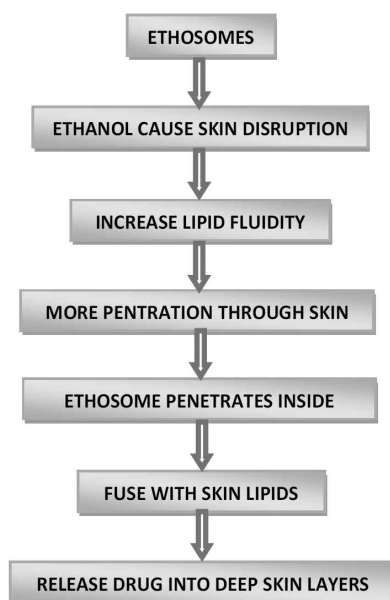 ETHOSOMES
ETHANOL CAUSE SKIN DISRUPTION
INCREASE LIPID FLUIDITY
MORE PENTRATION THROUGH SKIN
ETHOSOME PENETRATES INSIDE
FUSE WITH SKIN LIPIDS
RELEASE DRUG INTO DEEP SKIN LAYERS